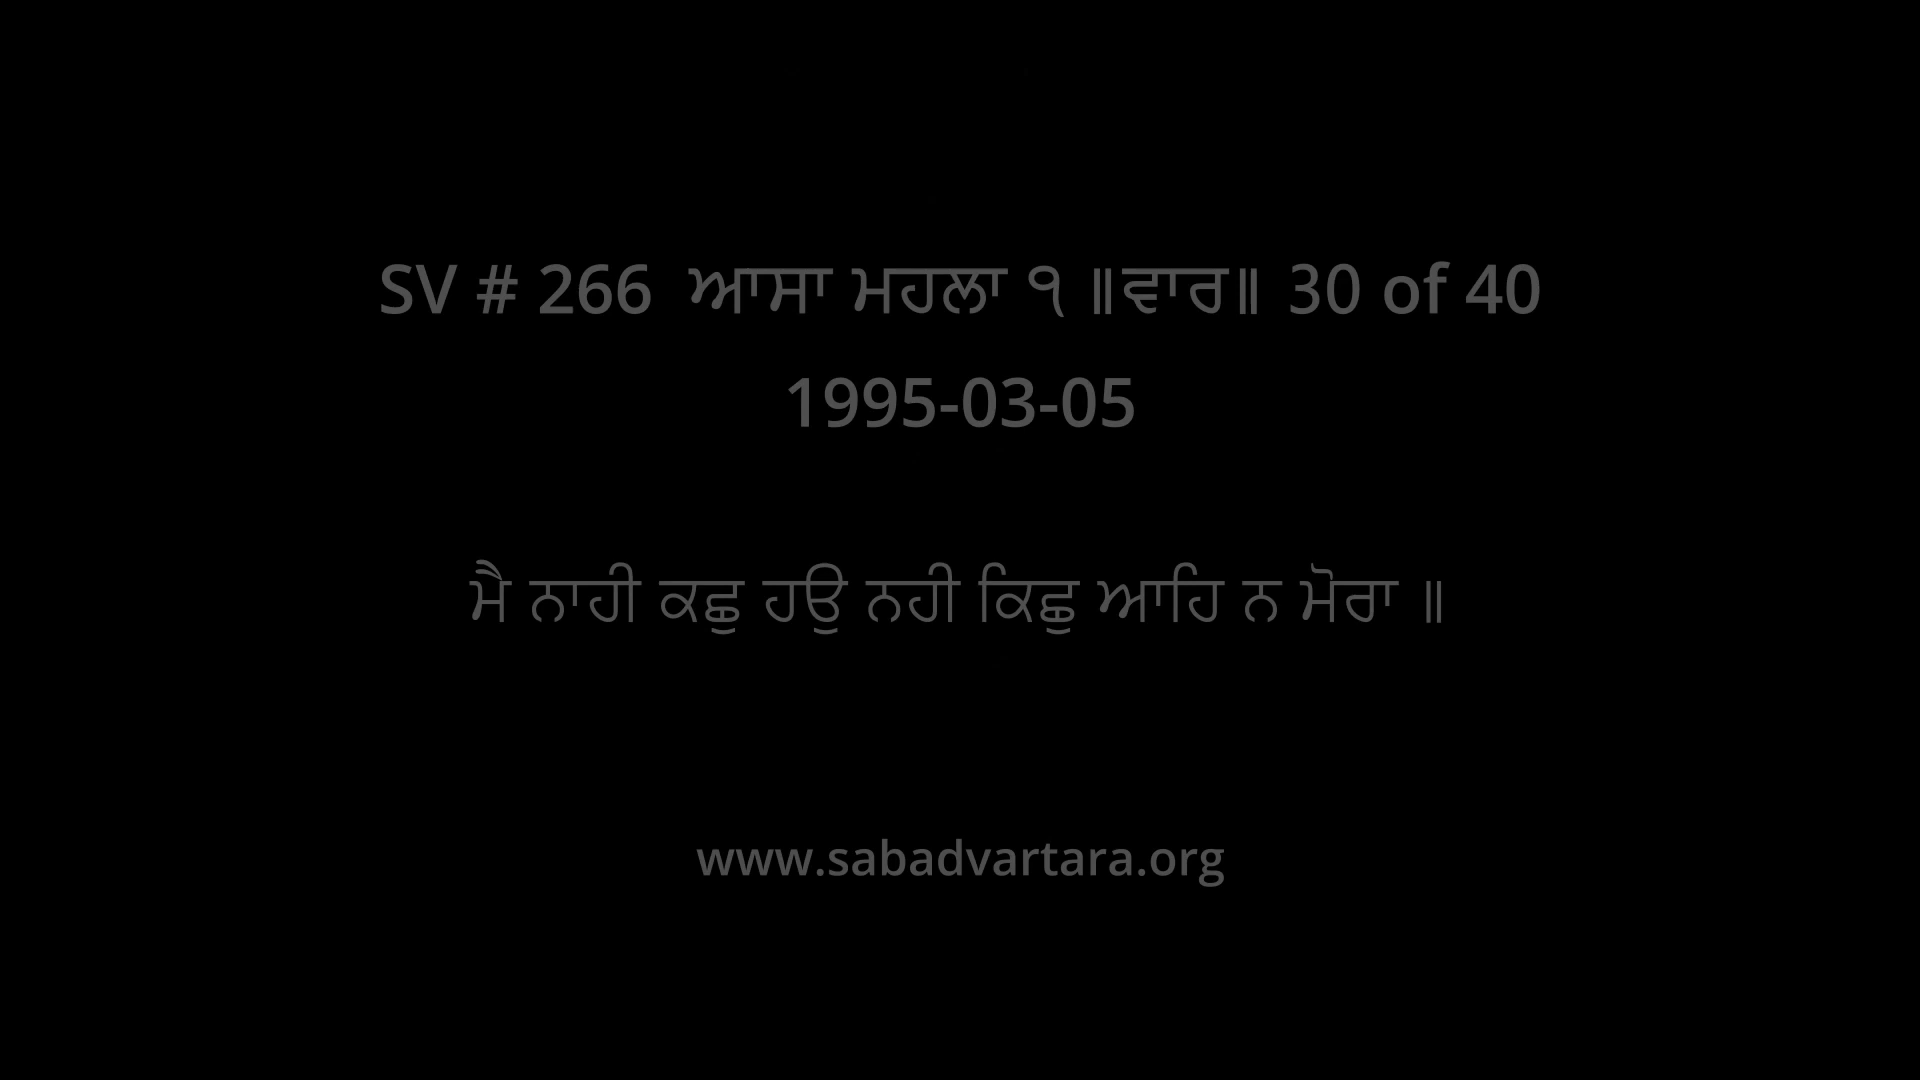 SV # 266 ਆਸਾ ਮਹਲਾ ੧ ॥ਵਾਰ॥ 30 of 40
1995-03-05
ਮੈ ਨਾਹੀ ਕਛੁ ਹਉ ਨਹੀ ਕਿਛੁ ਆਹਿ ਨ ਮੋਰਾ ॥
www.sabadvartara.org